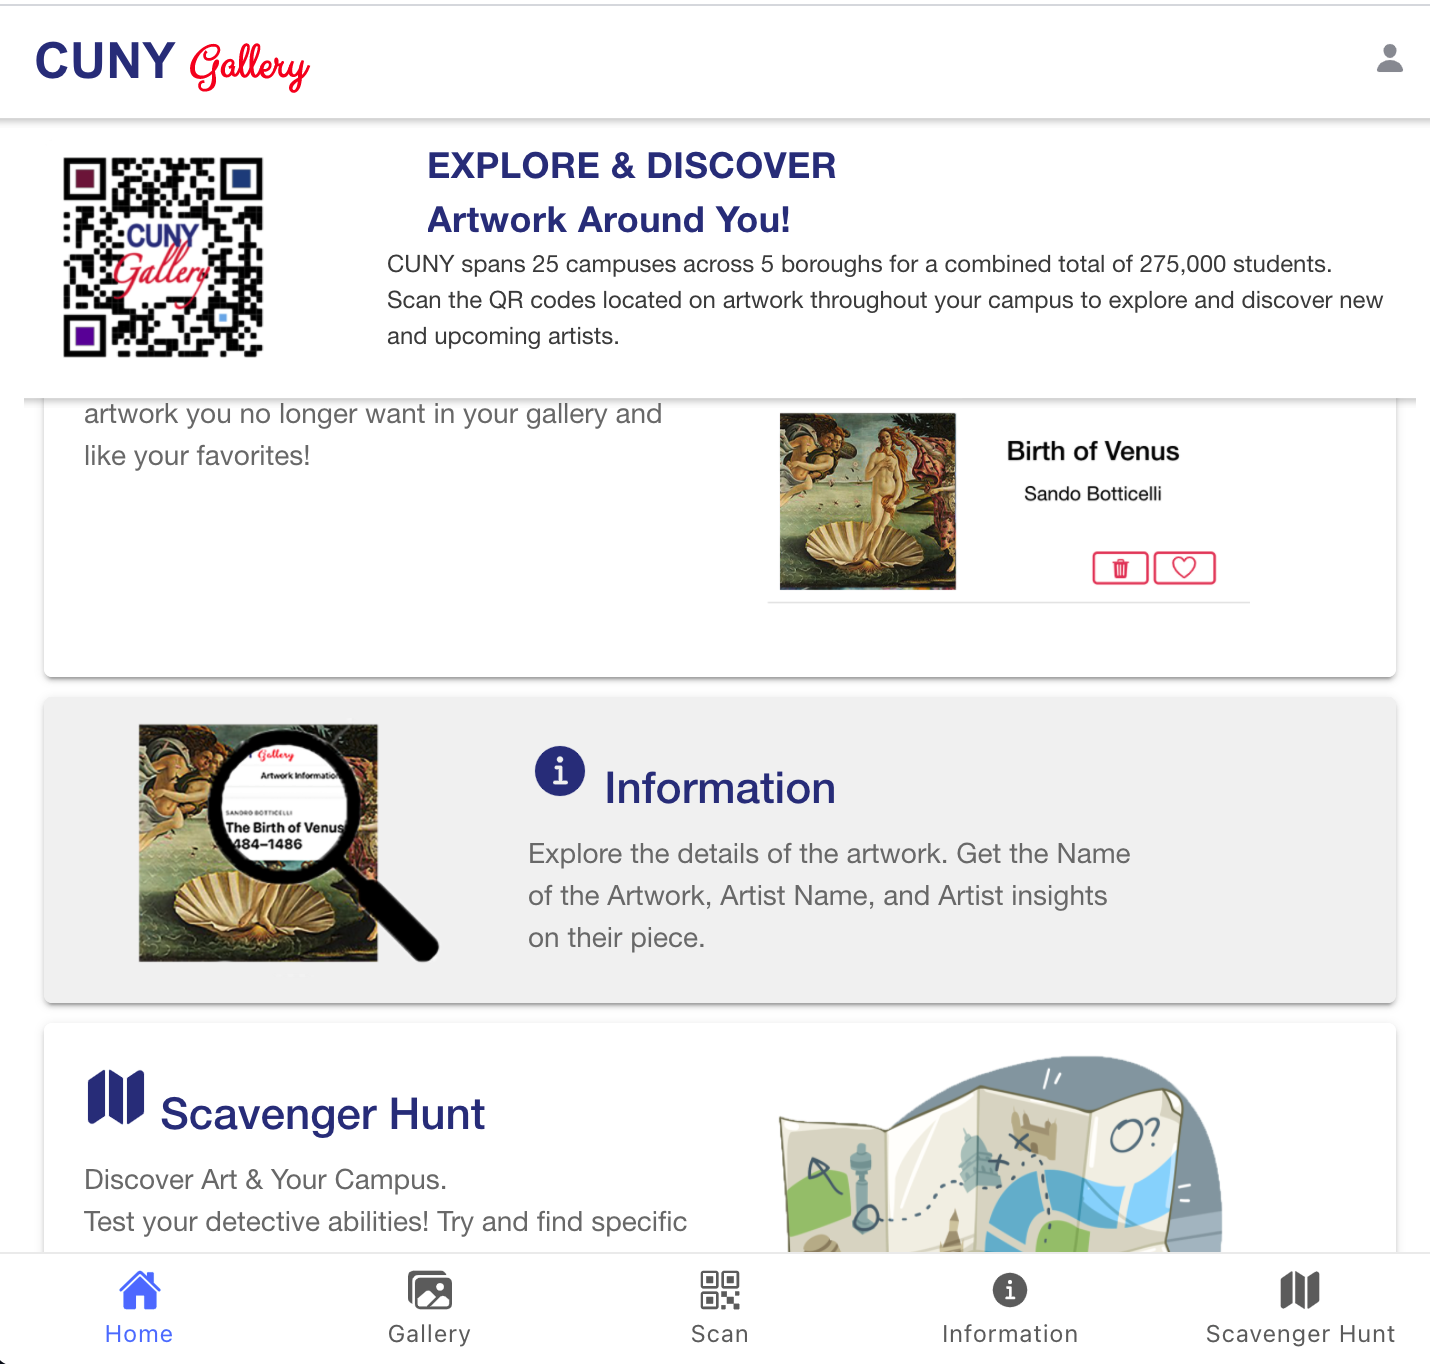 CUNY Gallery
CUNY
Gallery
EXPLORE & DISCOVER
Artwork Around You!
CUNY spans 25 campuses across 5 boroughs for a combined total of 275,000 students.
Scan the QR codes located on artwork throughout your campus to explore and discover new
and upcoming artists.
artwork you no longer want in your gallery and
like your favorites!
Birth of Venus
Sando Botticelli
Gallery
Artwork Information
SANDRO BOTTICELLI
The Birth of Venus
484–1486
Information
Explore the details of the artwork. Get the Name
of the Artwork, Artist Name, and Artist insights
on their piece.
Scavenger Hunt
Discover Art & Your Campus.
Test your detective abilities! Try and find specific
?
Home
Gallery
Scan
Information
Scavenger Hunt